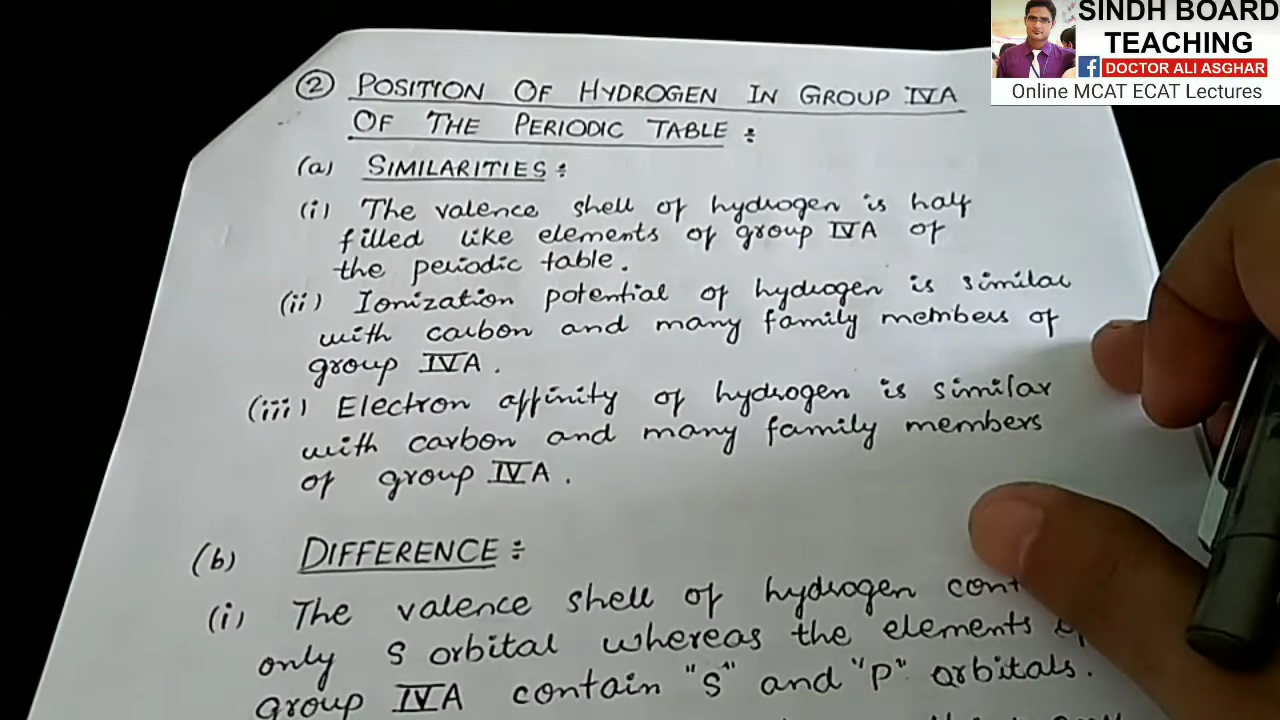 SINDH BOARD
TEACHING
f DOCTOR ALI ASGHAR
Online MCAT ECAT Lectures
② POSITION OF HYDROGEN IN GROUP IVA
OF THE PERIODIC TABLE :
(a) SIMILARITIES :
(i) The valence shell of hydrogen is half
filled like elements of group IVA of
the periodic table.
(ii) Ionization potential of hydrogen is similar
with carbon and many family members of
group IVA.
(iii) Electron affinity of hydrogen is similar
with carbon and many family members
of group IVA.
(b) DIFFERENCE :
(i) The valence shell of hydrogen cont
only S orbital whereas the elements
group IVA contain "S" and "P" orbitals.